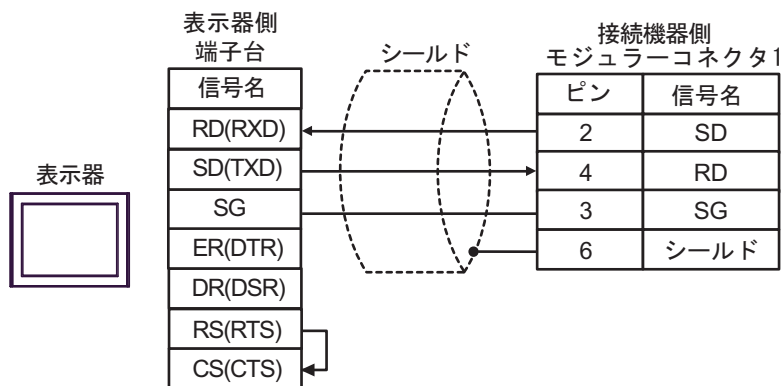 表示器側
端子台
シールド
接続機器側
モジュラーコネクタ1
信号名
ピン 信号名
RD(RXD) 2 SD
SD(TXD) 4 RD
表示器
SG 3 SG
ER(DTR) 6 シールド
DR(DSR)
RS(RTS)
CS(CTS)